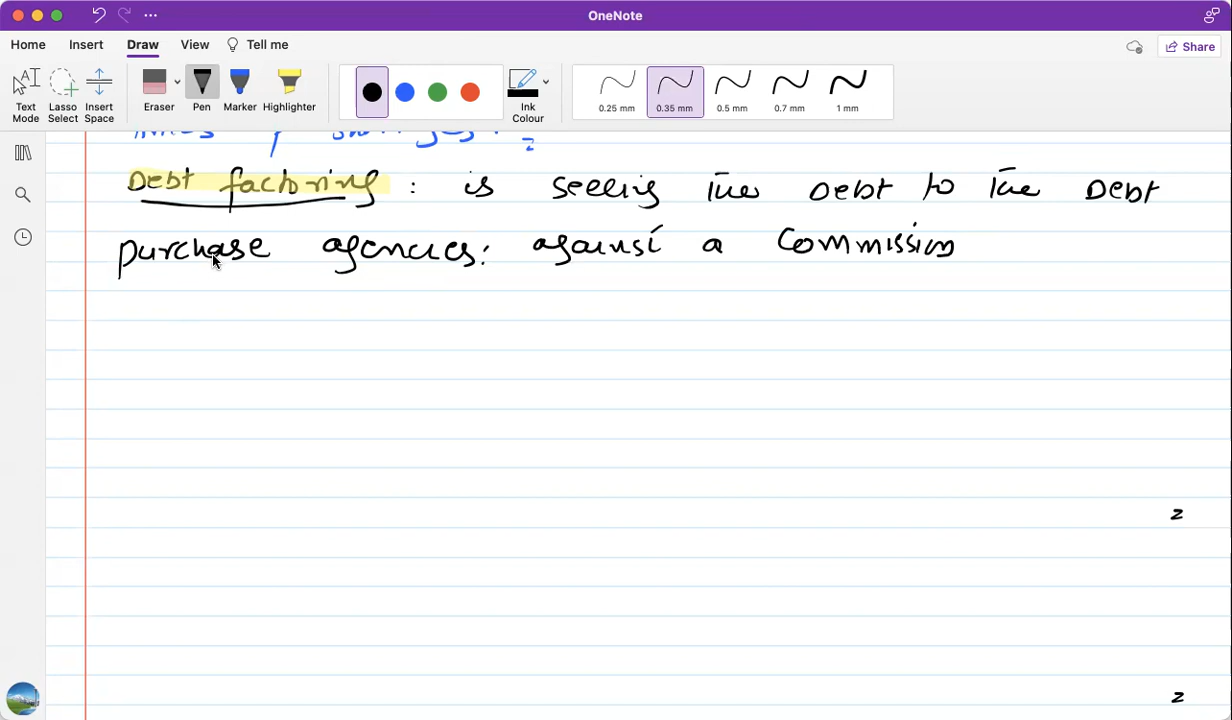 OneNote
Home Insert Draw View Tell me Share
Text Mode Lasso Select Insert Space Eraser Pen Marker Highlighter Ink Colour 0.25 mm 0.35 mm 0.5 mm 0.7 mm 1 mm
Debt factoring : is selling the Debt to the Debt
purchase agencies: against a Commission
z
z